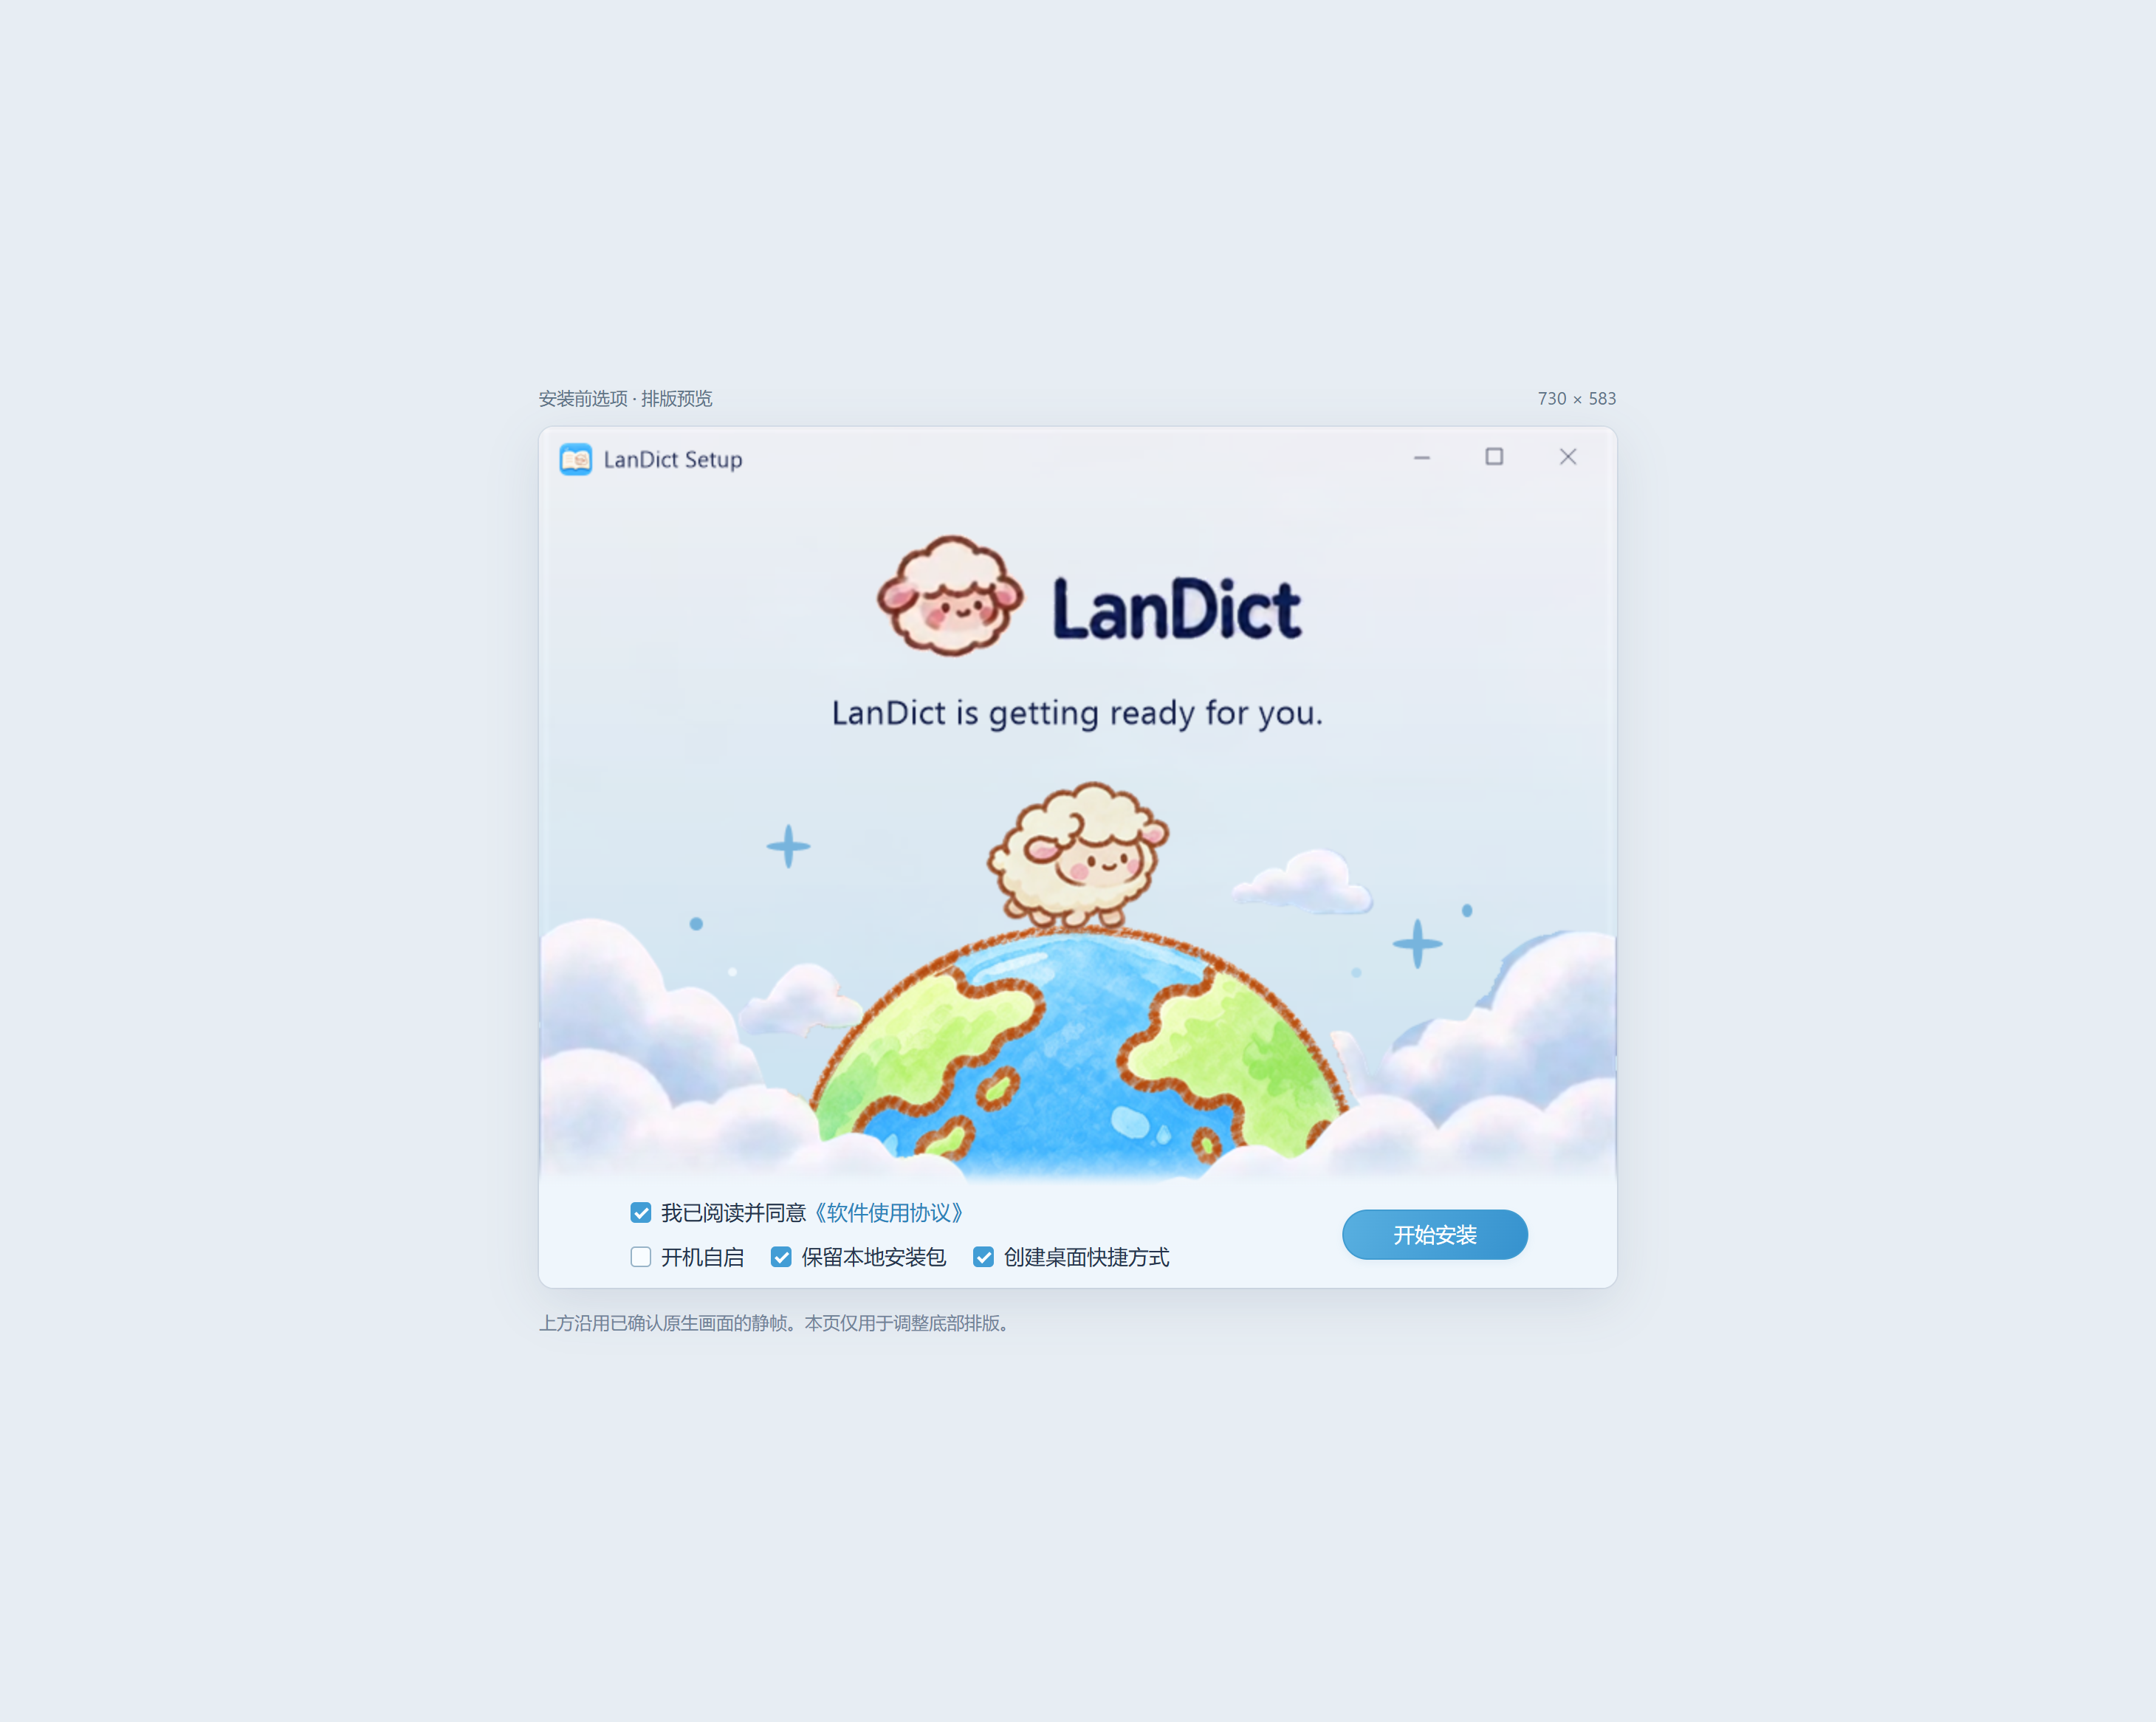 安装前选项 · 排版预览
730 × 583
LanDict Setup
LanDict
LanDict is getting ready for you.
我已阅读并同意《软件使用协议》
开机自启 保留本地安装包 创建桌面快捷方式
开始安装
上方沿用已确认原生画面的静帧。本页仅用于调整底部排版。